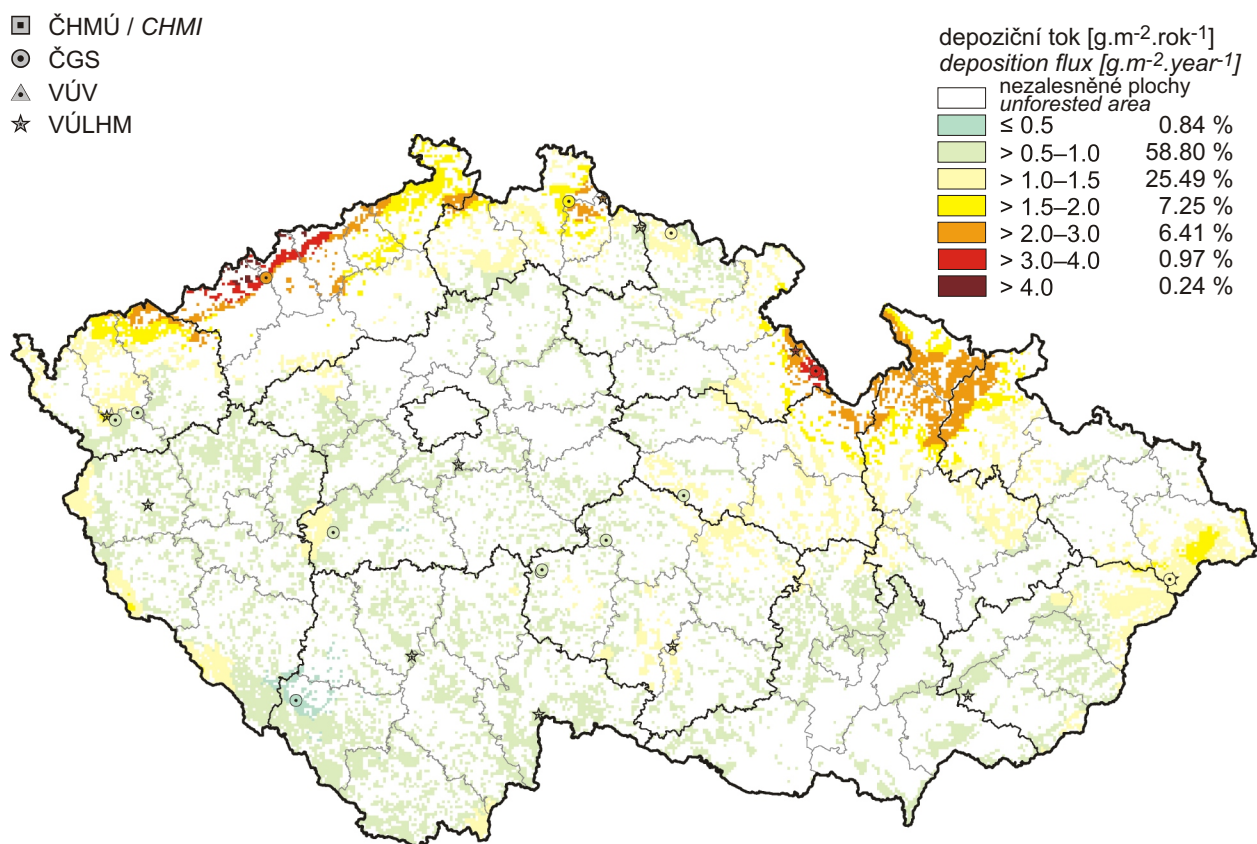 ČHMÚ / CHMI
ČGS
VÚV
VÚLHM
depoziční tok [g.m⁻².rok⁻¹]
deposition flux [g.m⁻².year⁻¹]
nezalesněné plochy
unforested area
≤ 0.5 0.84 %
> 0.5–1.0 58.80 %
> 1.0–1.5 25.49 %
> 1.5–2.0 7.25 %
> 2.0–3.0 6.41 %
> 3.0–4.0 0.97 %
> 4.0 0.24 %